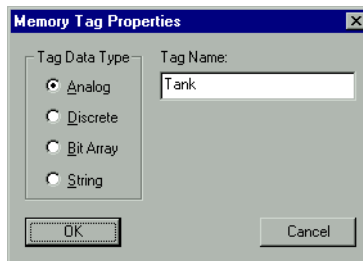 Memory Tag Properties
Tag Data Type
Analog
Discrete
Bit Array
String
Tag Name:
Tank
OK
Cancel